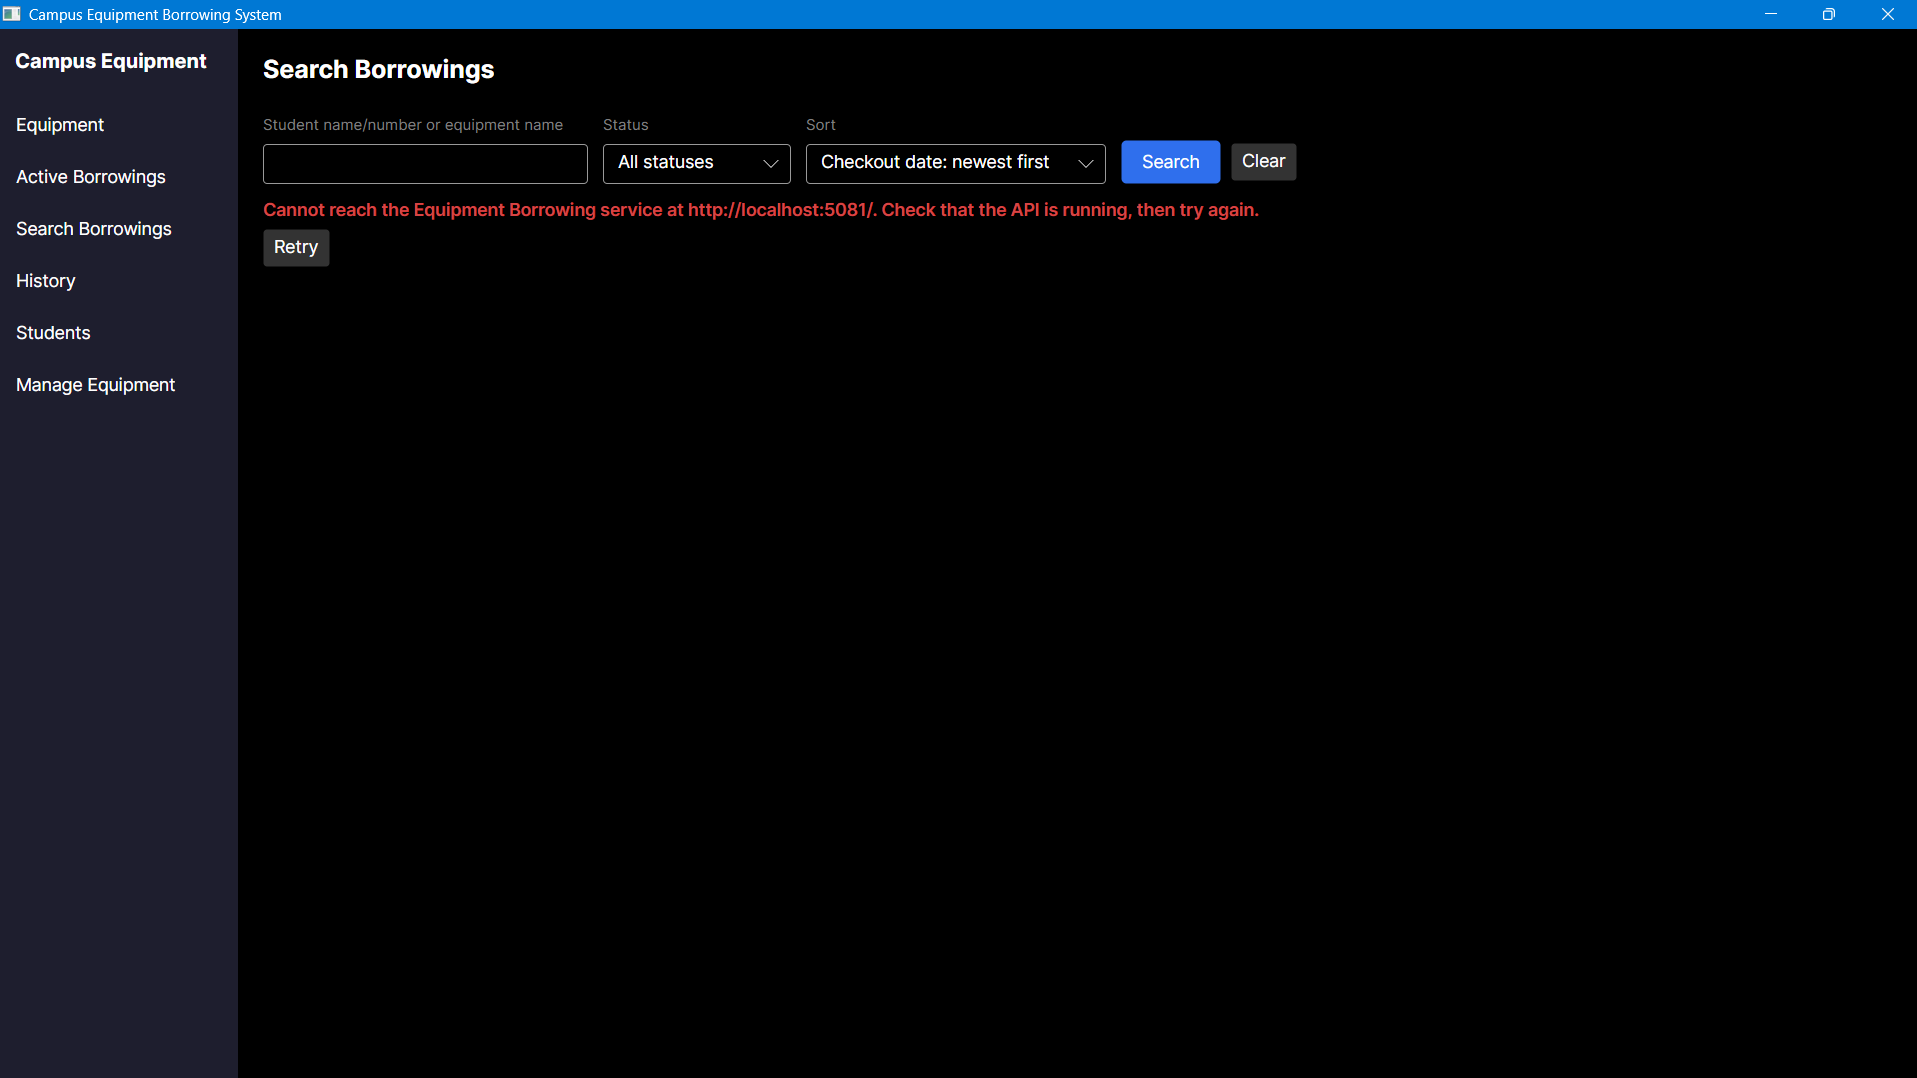 Campus Equipment Borrowing System
Campus Equipment
Equipment
Active Borrowings
Search Borrowings
History
Students
Manage Equipment
Search Borrowings
Student name/number or equipment name
Status
Sort
All statuses
Checkout date: newest first
Search
Clear
Cannot reach the Equipment Borrowing service at http://localhost:5081/. Check that the API is running, then try again.
Retry